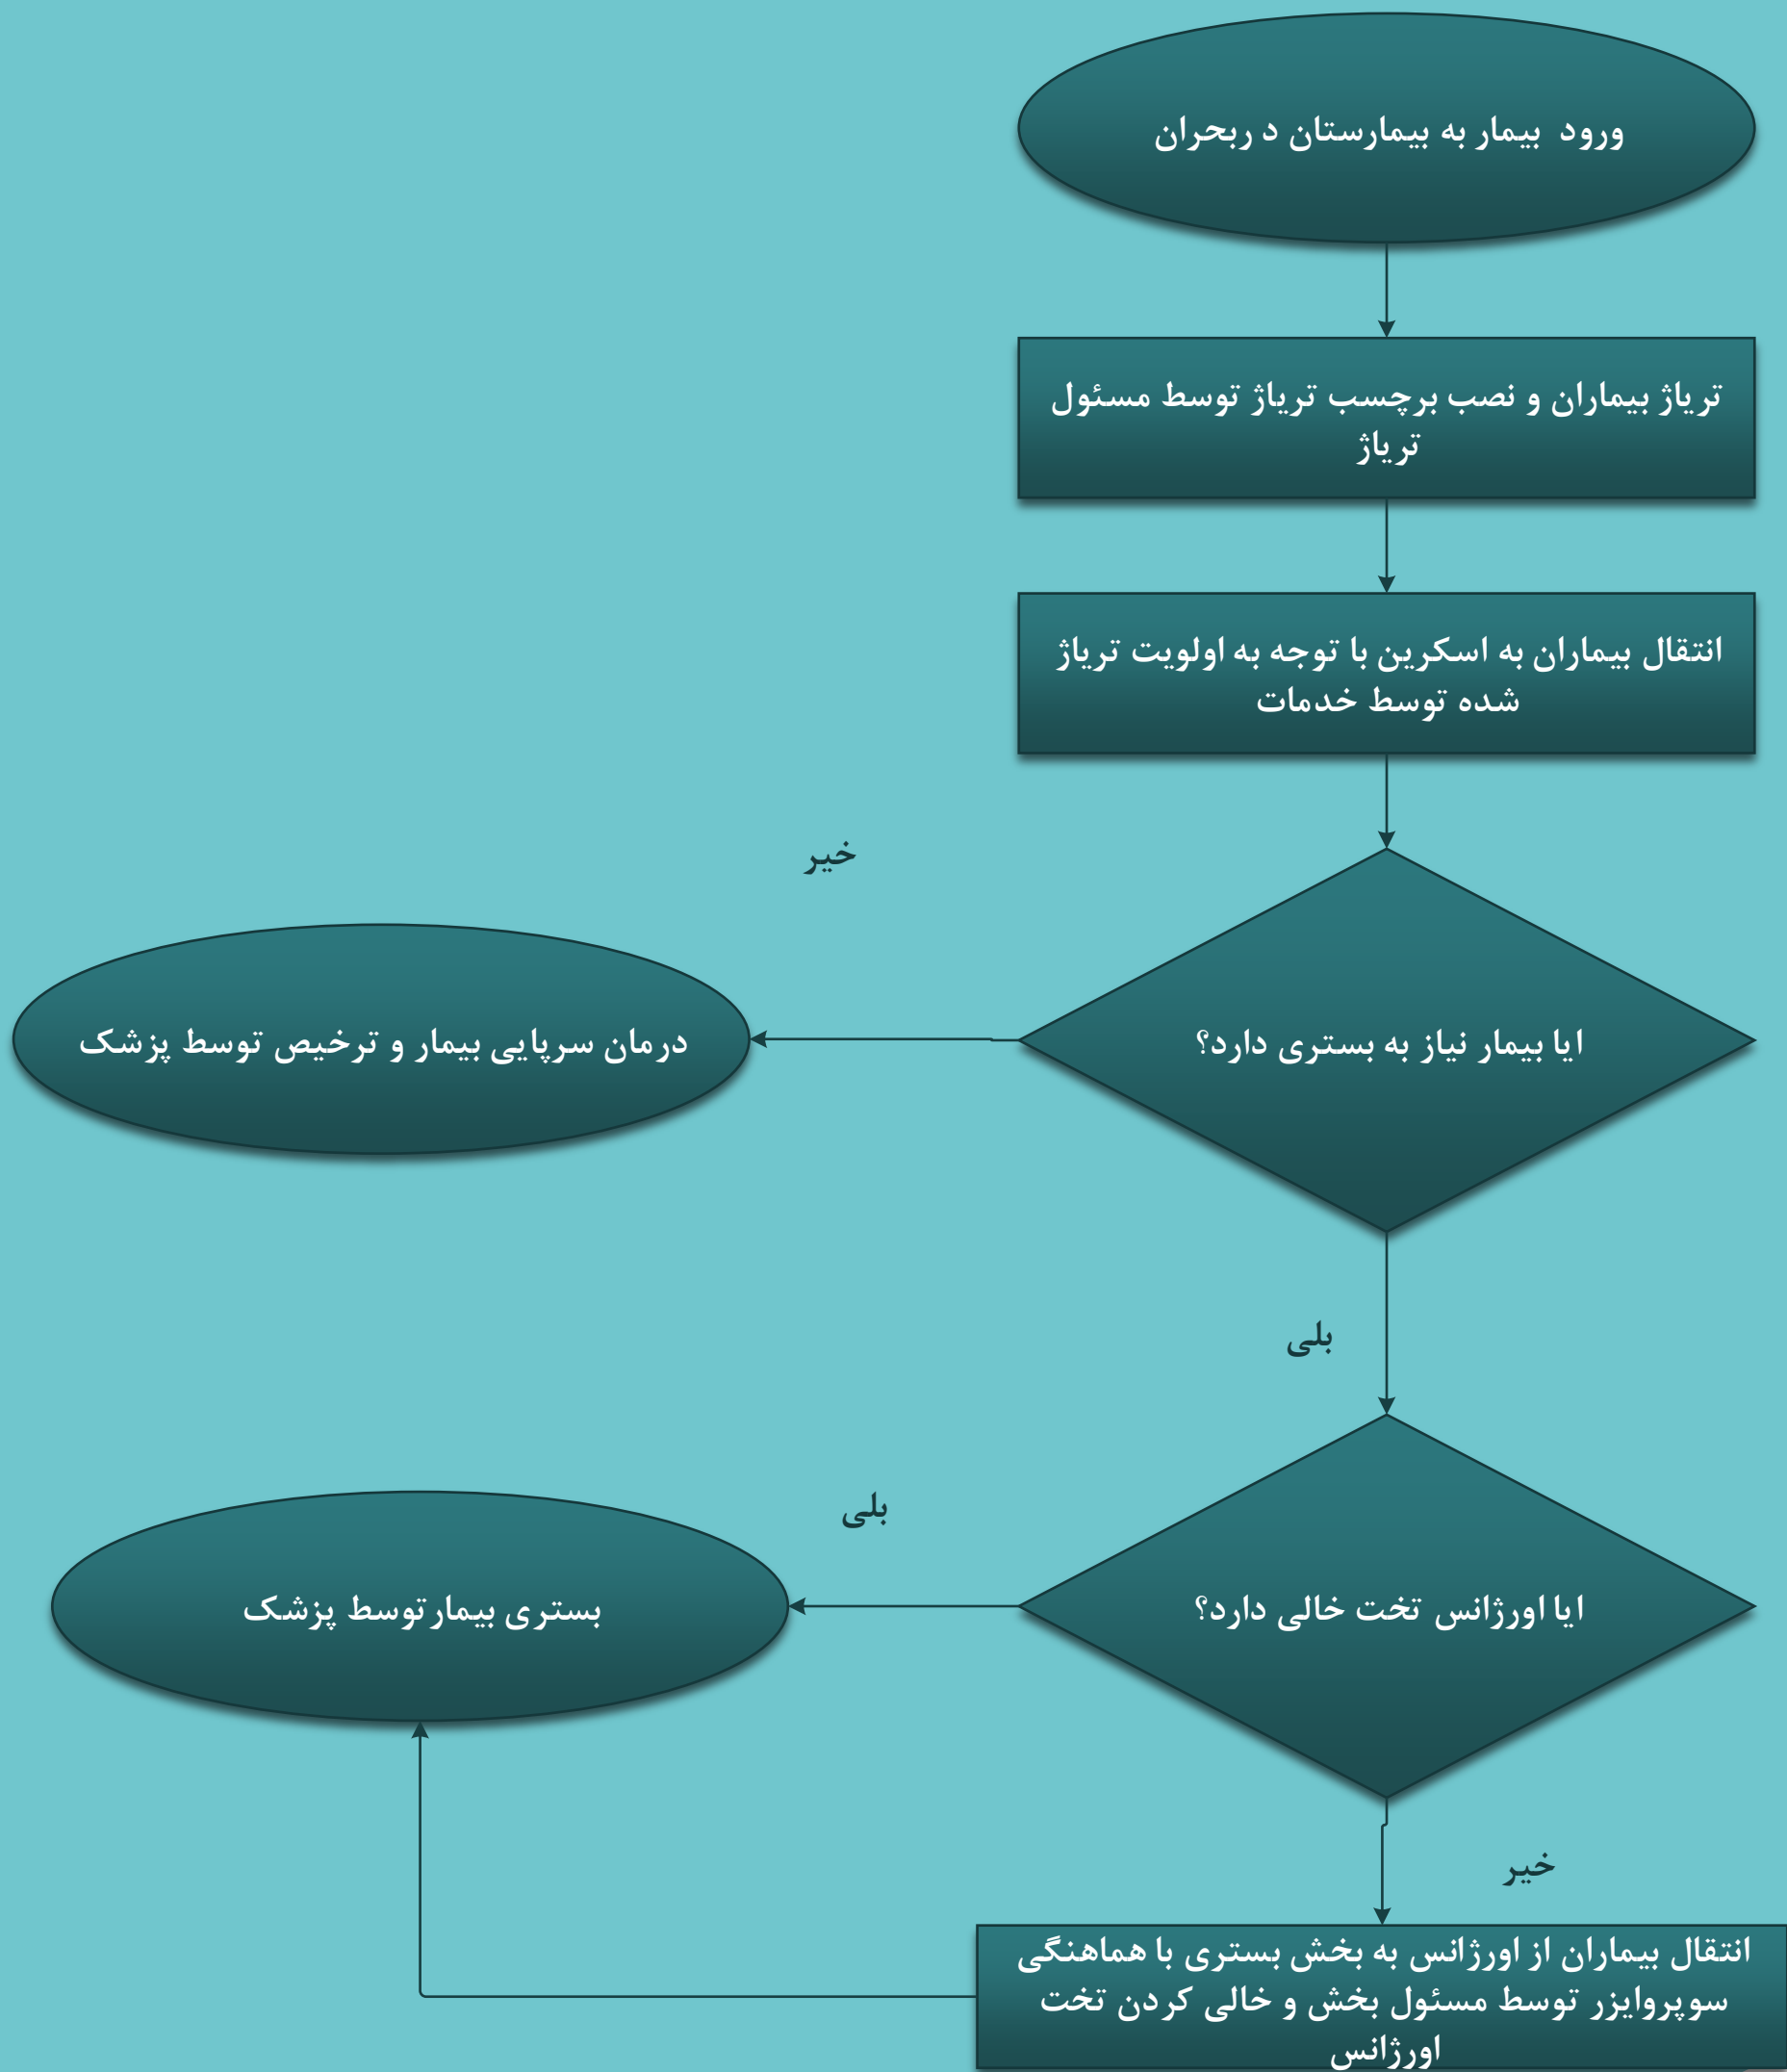 ورود بیمار به بیمارستان د ربحران
تریاژ بیماران و نصب برچسب تریاژ توسط مسئول
تریاژ
انتقال بیماران به اسکرین با توجه به اولویت تریاژ
شده توسط خدمات
خیر
ایا بیمار نیاز به بستری دارد؟
درمان سرپایی بیمار و ترخیص توسط پزشک
بلی
بلی
ایا اورژانس تخت خالی دارد؟
بستری بیمار توسط پزشک
خیر
انتقال بیماران از اورژانس به بخش بستری با هماهنگی
سوپروایزر توسط مسئول بخش و خالی کردن تخت
اورژانس